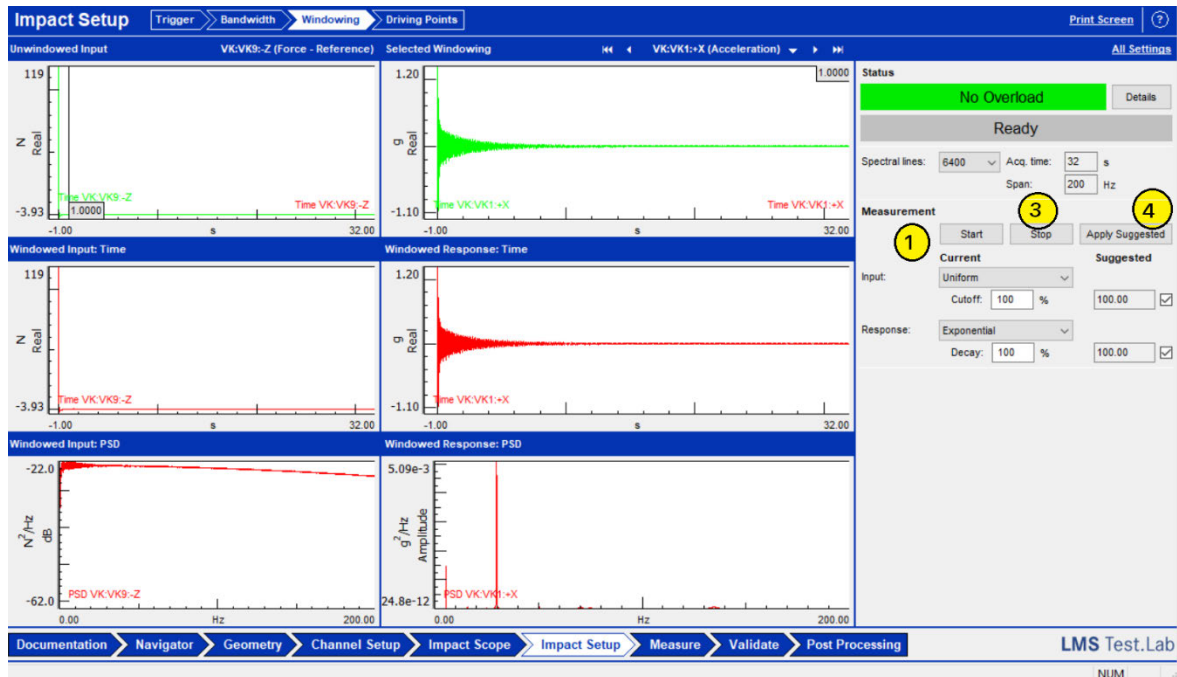 Impact Setup Trigger Bandwidth Windowing Driving Points Print Screen ?
Unwindowed Input VK:VK9:-Z (Force - Reference) Selected Windowing VK:VK1:+X (Acceleration) All Settings
119
N
Real
-3.93
Time VK:VK9:-Z
1.0000
Time VK:VK9:-Z
-1.00 s 32.00
1.20
g
Real
-1.10
1.0000
Time VK:VK1:+X
Time VK:VK1:+X
-1.00 s 32.00
Windowed Input: Time
119
N
Real
-3.93
Time VK:VK9:-Z
-1.00 s 32.00
Windowed Response: Time
1.20
g
Real
-1.10
Time VK:VK1:+X
-1.00 s 32.00
Windowed Input: PSD
-22.0
N²/Hz
dB
-62.0
PSD VK:VK9:-Z
0.00 Hz 200.00
Windowed Response: PSD
5.09e-3
g²/Hz
Amplitude
24.8e-12
PSD VK:VK1:+X
0.00 Hz 200.00
Status
No Overload Details
Ready
Spectral lines: 6400 Acq. time: 32 s
Span: 200 Hz
Measurement
1
3
4
Start Stop Apply Suggested
Current Suggested
Input: Uniform
Cutoff: 100 % 100.00
Response: Exponential
Decay: 100 % 100.00
Documentation Navigator Geometry Channel Setup Impact Scope Impact Setup Measure Validate Post Processing LMS Test.Lab
NUM